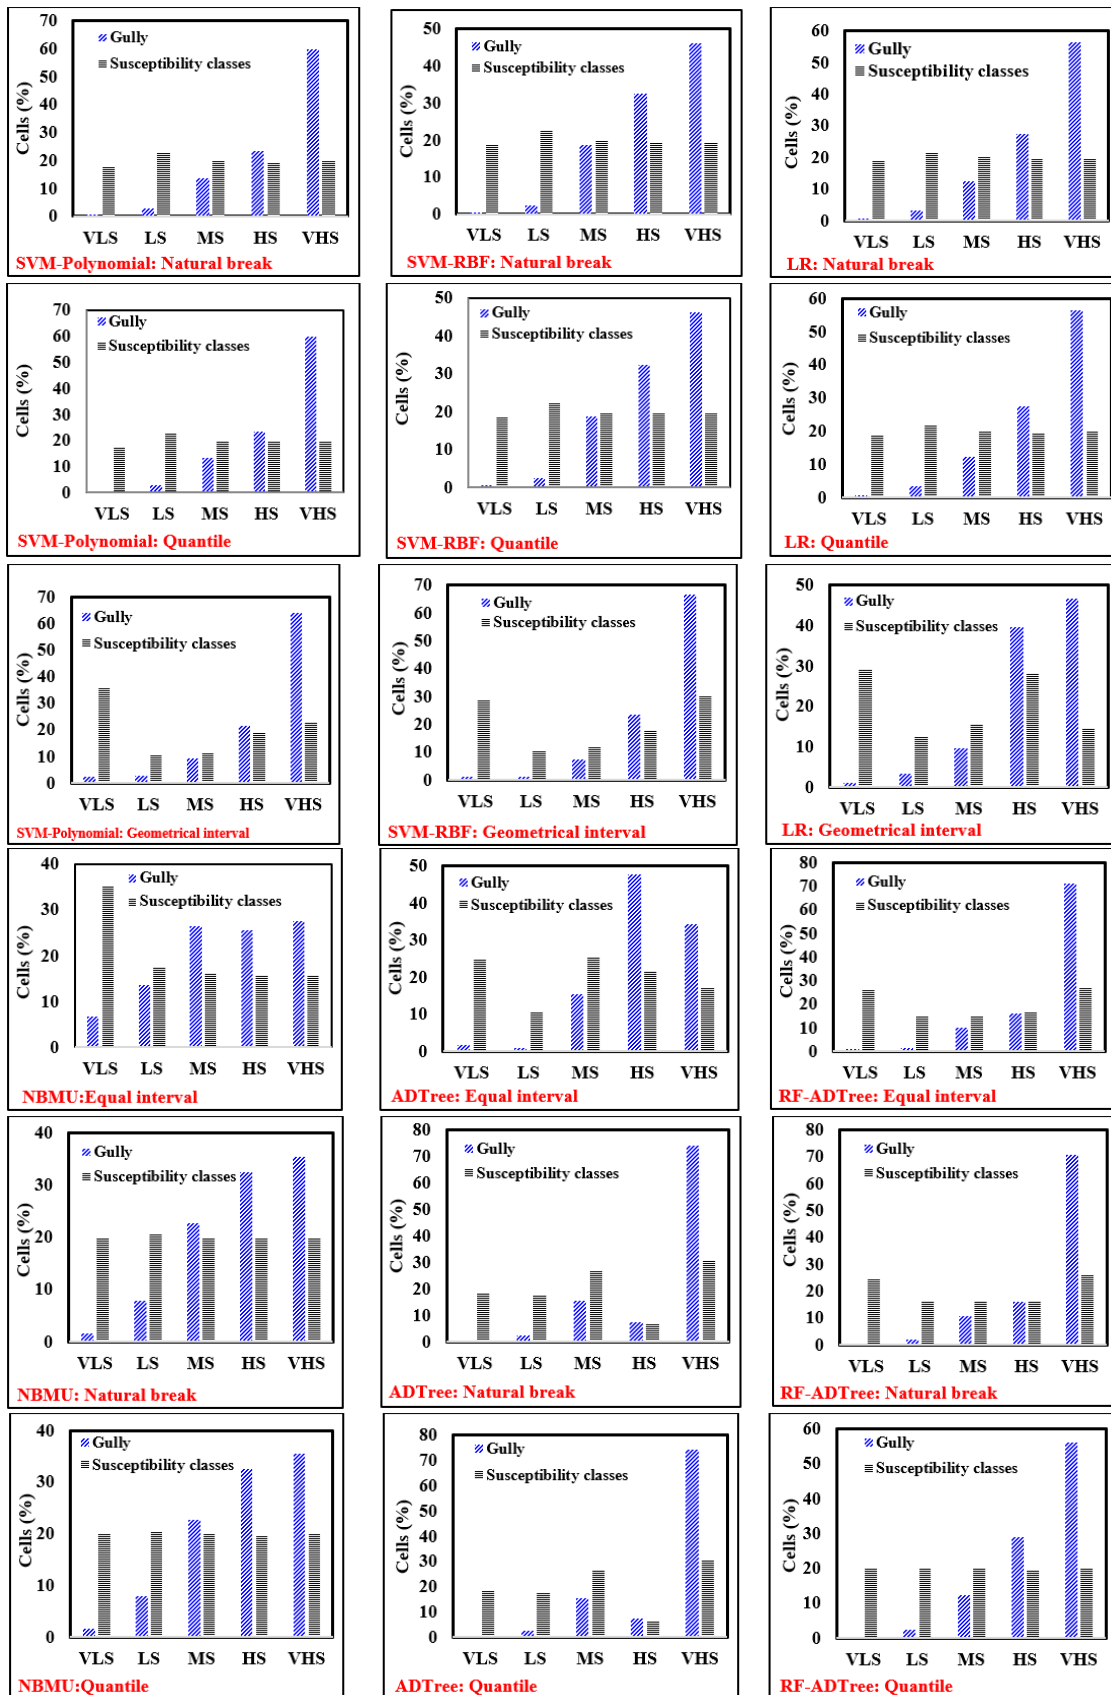 70
60
50
40
30
20
10
0
Cells (%)
Gully
Susceptibility classes
VLS LS MS HS VHS
SVM-Polynomial: Natural break
50
40
30
20
10
0
Cells (%)
Gully
Susceptibility classes
VLS LS MS HS VHS
SVM-RBF: Natural break
60
50
40
30
20
10
0
Cells (%)
Gully
Susceptibility classes
VLS LS MS HS VHS
LR: Natural break
70
60
50
40
30
20
10
0
Cells (%)
Gully
Susceptibility classes
VLS LS MS HS VHS
SVM-Polynomial: Quantile
50
40
30
20
10
0
Cells (%)
Gully
Susceptibility classes
VLS LS MS HS VHS
SVM-RBF: Quantile
60
50
40
30
20
10
0
Cells (%)
Gully
Susceptibility classes
VLS LS MS HS VHS
LR: Quantile
70
60
50
40
30
20
10
0
Cells (%)
Gully
Susceptibility classes
VLS LS MS HS VHS
SVM-Polynomial: Geometrical interval
70
60
50
40
30
20
10
0
Cells (%)
Gully
Susceptibility classes
VLS LS MS HS VHS
SVM-RBF: Geometrical interval
50
40
30
20
10
0
Cells (%)
Gully
Susceptibility classes
VLS LS MS HS VHS
LR: Geometrical interval
40
30
20
10
0
Cells (%)
Gully
Susceptibility classes
VLS LS MS HS VHS
NBMU:Equal interval
50
40
30
20
10
0
Cells (%)
Gully
Susceptibility classes
VLS LS MS HS VHS
ADTree: Equal interval
80
70
60
50
40
30
20
10
0
Cells (%)
Gully
Susceptibility classes
VLS LS MS HS VHS
RF-ADTree: Equal interval
40
30
20
10
0
Cells (%)
Gully
Susceptibility classes
VLS LS MS HS VHS
NBMU: Natural break
80
70
60
50
40
30
20
10
0
Cells (%)
Gully
Susceptibility classes
VLS LS MS HS VHS
ADTree: Natural break
80
70
60
50
40
30
20
10
0
Cells (%)
Gully
Susceptibility classes
VLS LS MS HS VHS
RF-ADTree: Natural break
40
30
20
10
0
Cells (%)
Gully
Susceptibility classes
VLS LS MS HS VHS
NBMU:Quantile
80
70
60
50
40
30
20
10
0
Cells (%)
Gully
Susceptibility classes
VLS LS MS HS VHS
ADTree: Quantile
60
50
40
30
20
10
0
Cells (%)
Gully
Susceptibility classes
VLS LS MS HS VHS
RF-ADTree: Quantile